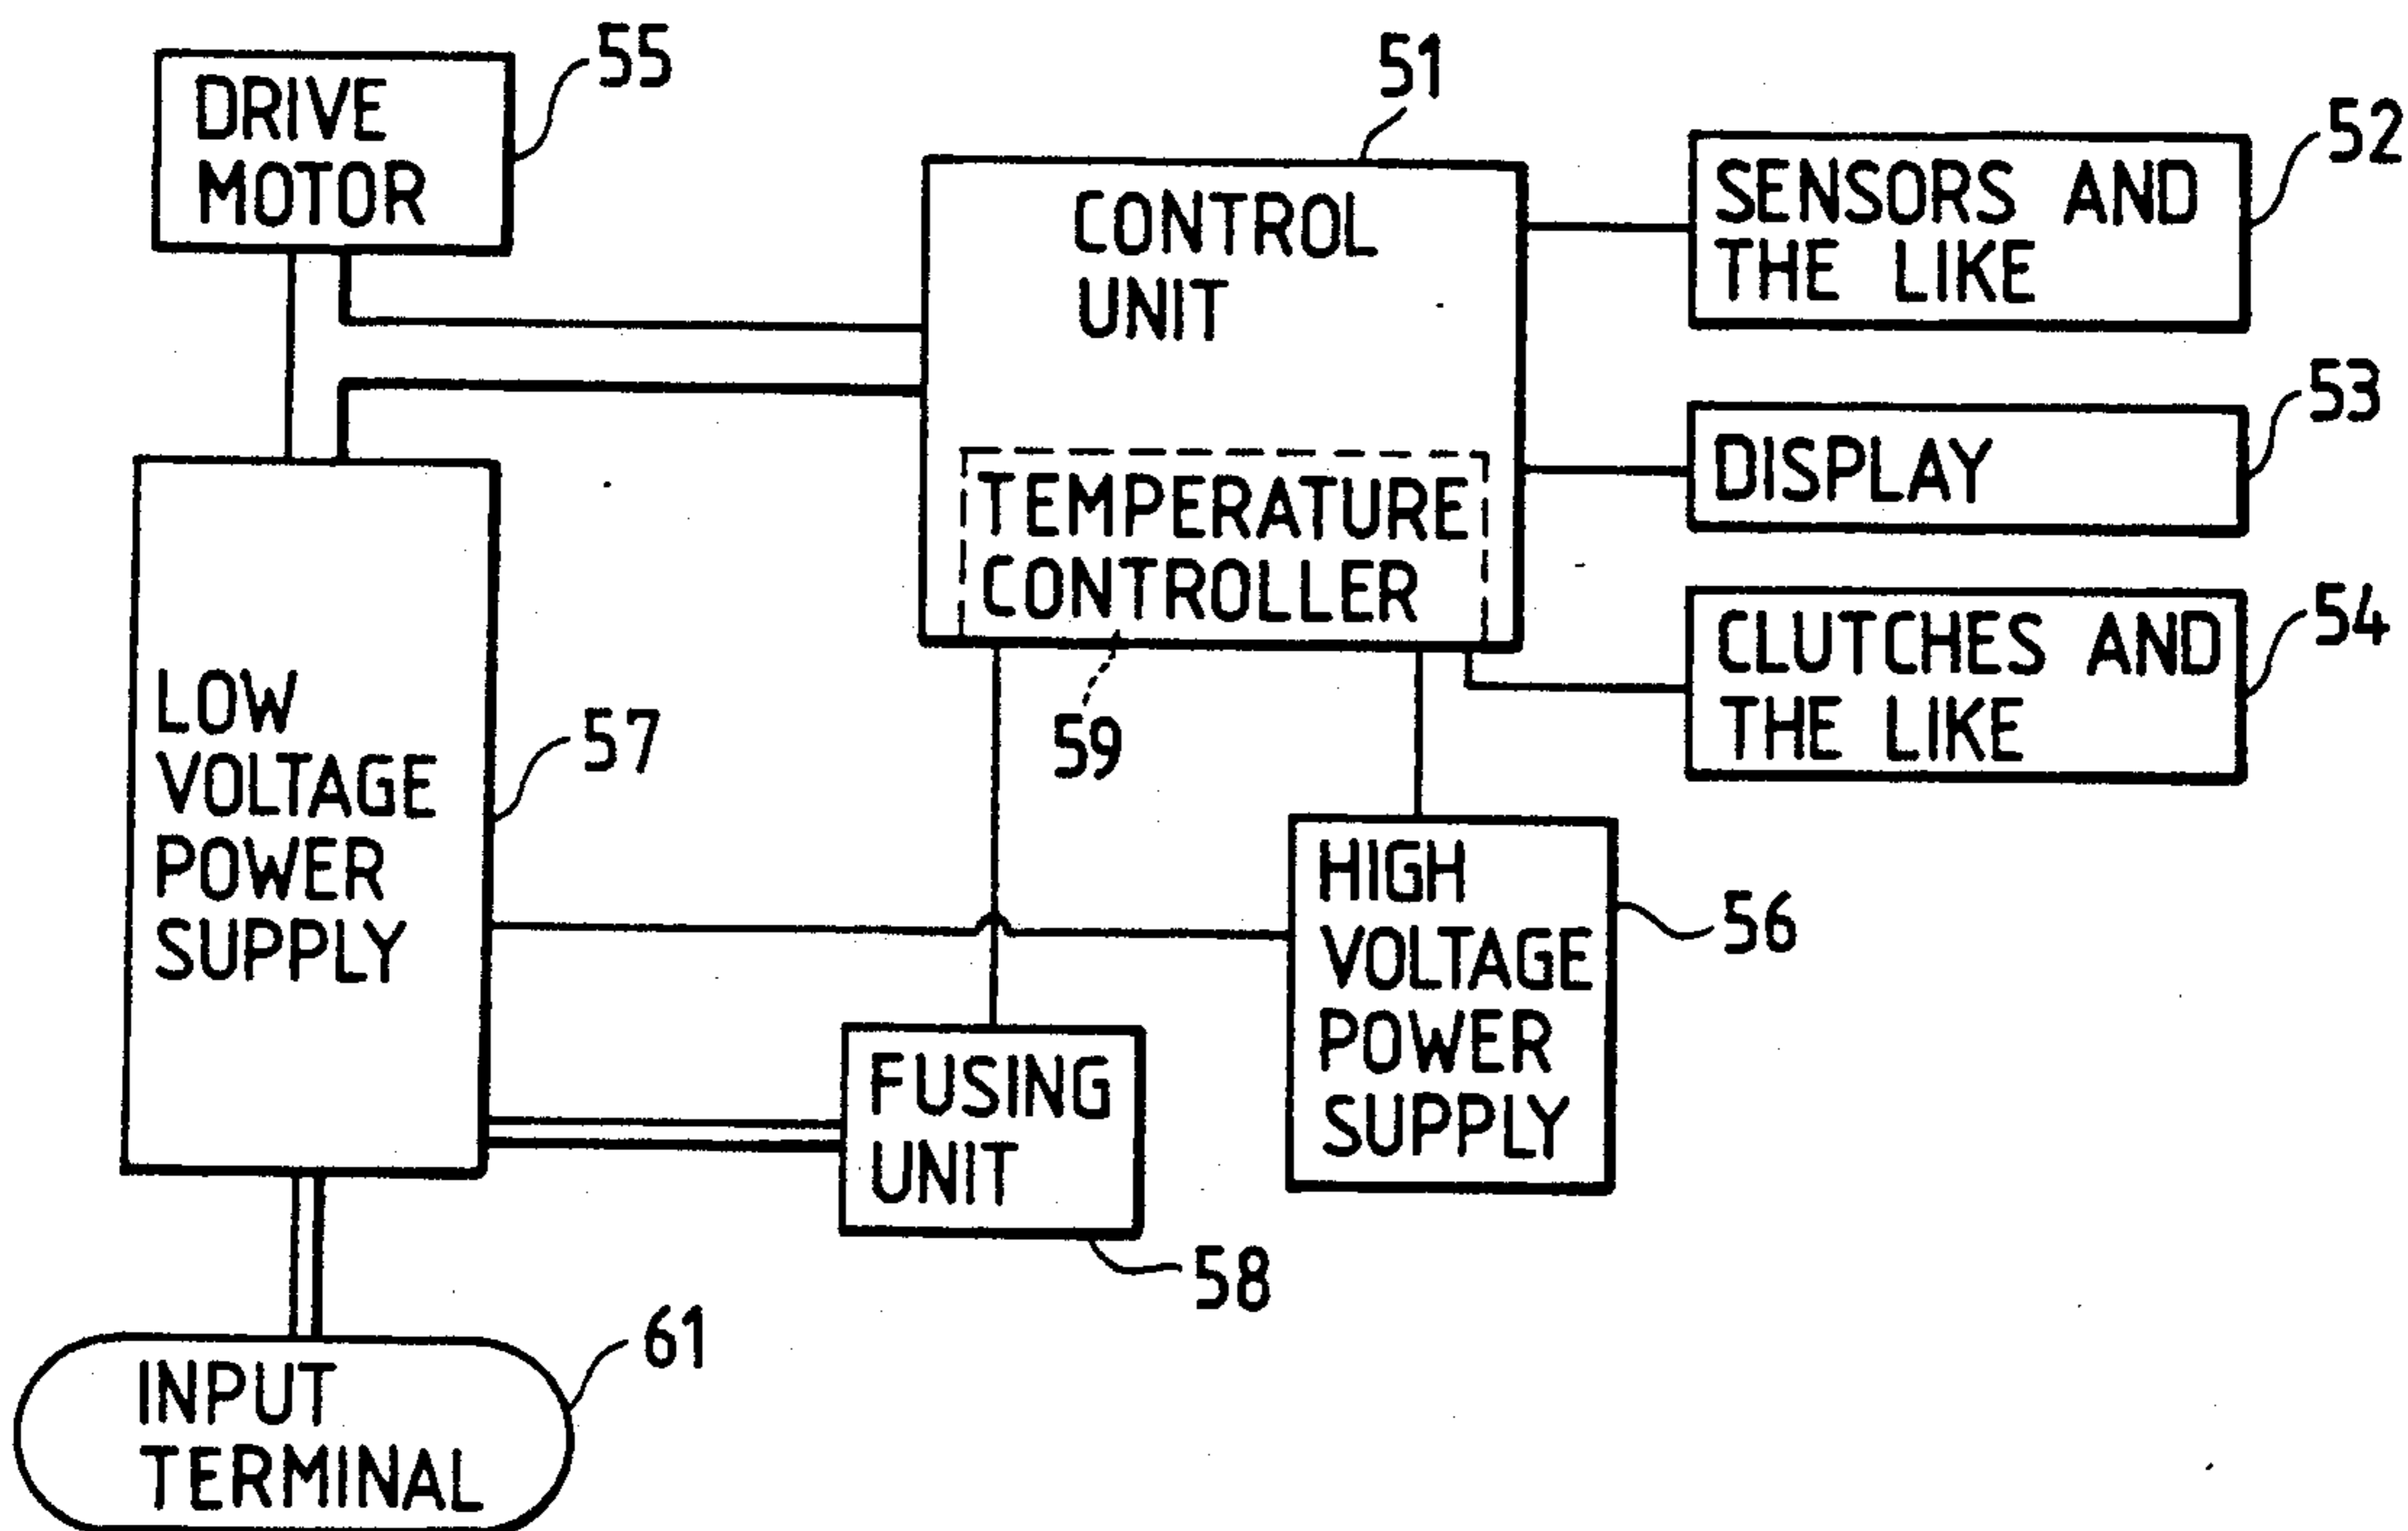 DRIVE
MOTOR
55
51
CONTROL
UNIT
SENSORS AND
THE LIKE
52
DISPLAY
53
TEMPERATURE
CONTROLLER
59
CLUTCHES AND
THE LIKE
54
LOW
VOLTAGE
POWER
SUPPLY
57
HIGH
VOLTAGE
POWER
SUPPLY
56
FUSING
UNIT
58
INPUT
TERMINAL
61